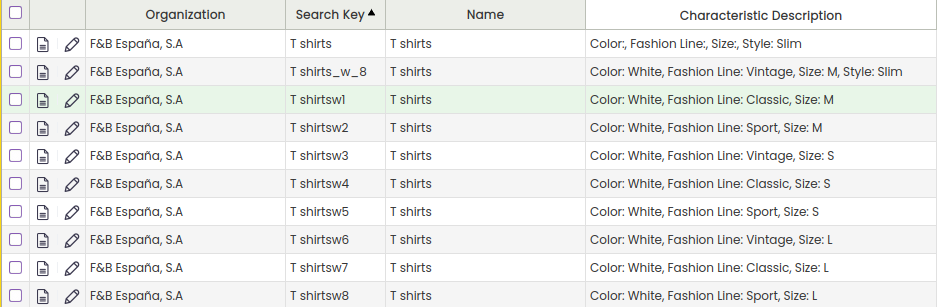 Organization Search Key Name Characteristic Description
F&B España, S.A T shirts T shirts Color:, Fashion Line:, Size:, Style: Slim
F&B España, S.A T shirts_w_8 T shirts Color: White, Fashion Line: Vintage, Size: M, Style: Slim
F&B España, S.A T shirtsw1 T shirts Color: White, Fashion Line: Classic, Size: M
F&B España, S.A T shirtsw2 T shirts Color: White, Fashion Line: Sport, Size: M
F&B España, S.A T shirtsw3 T shirts Color: White, Fashion Line: Vintage, Size: S
F&B España, S.A T shirtsw4 T shirts Color: White, Fashion Line: Classic, Size: S
F&B España, S.A T shirtsw5 T shirts Color: White, Fashion Line: Sport, Size: S
F&B España, S.A T shirtsw6 T shirts Color: White, Fashion Line: Vintage, Size: L
F&B España, S.A T shirtsw7 T shirts Color: White, Fashion Line: Classic, Size: L
F&B España, S.A T shirtsw8 T shirts Color: White, Fashion Line: Sport, Size: L